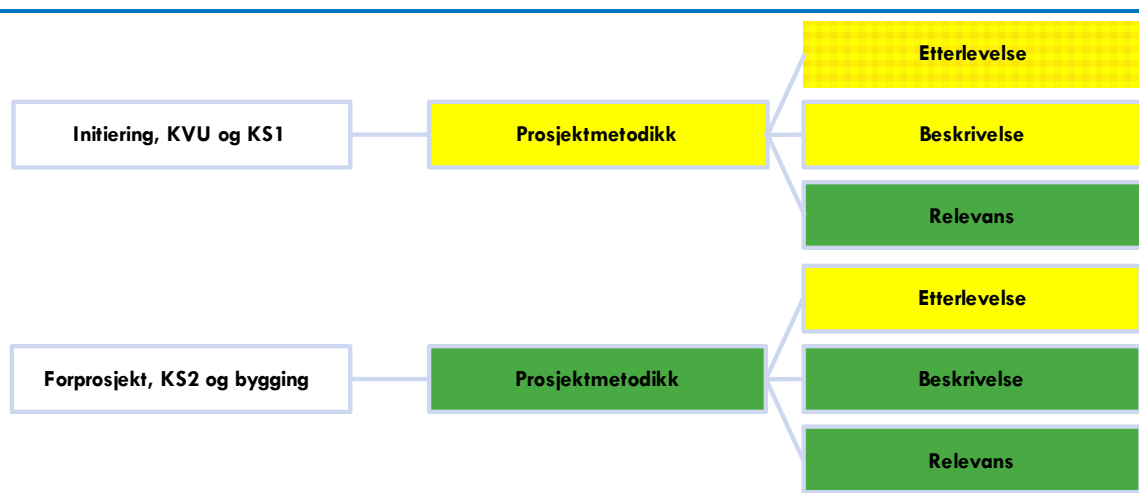 Etterlevelse
Initiering, KVU og KS1
Prosjektmetodikk
Beskrivelse
Relevans
Etterlevelse
Forprosjekt, KS2 og bygging
Prosjektmetodikk
Beskrivelse
Relevans